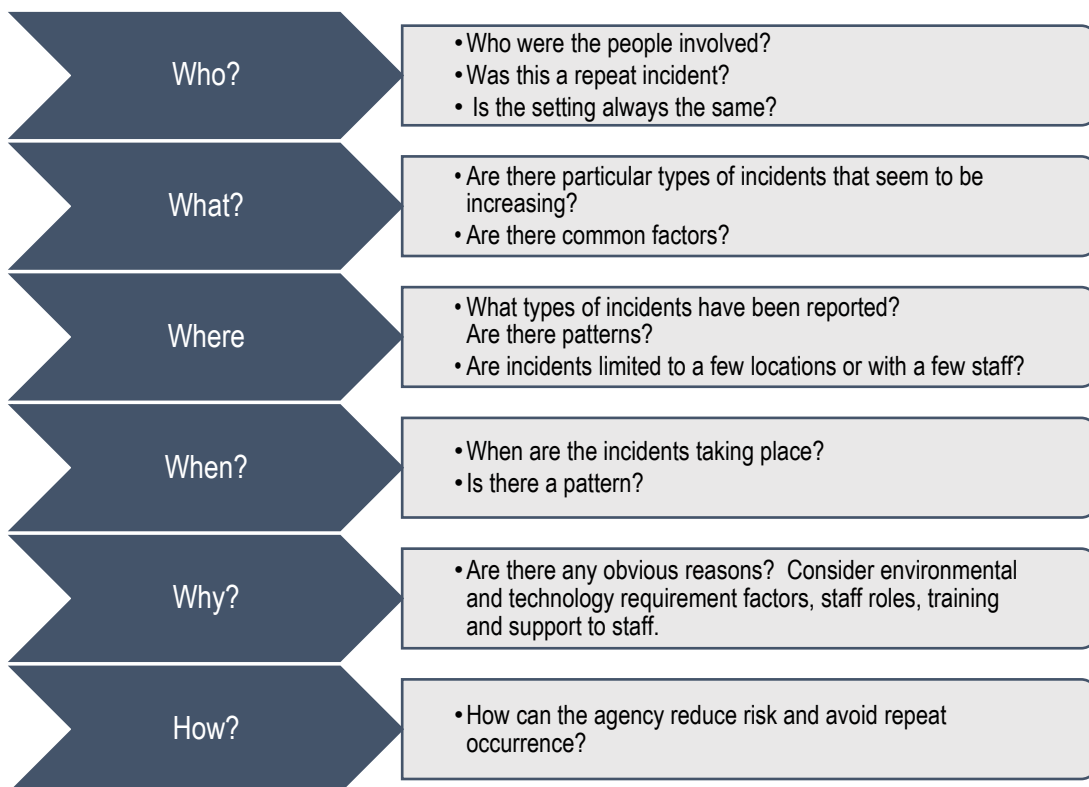 Who?
• Who were the people involved?
• Was this a repeat incident?
• Is the setting always the same?
What?
• Are there particular types of incidents that seem to be
increasing?
• Are there common factors?
Where
• What types of incidents have been reported?
Are there patterns?
• Are incidents limited to a few locations or with a few staff?
When?
• When are the incidents taking place?
• Is there a pattern?
Why?
• Are there any obvious reasons?  Consider environmental
and technology requirement factors, staff roles, training
and support to staff.
How?
• How can the agency reduce risk and avoid repeat
occurrence?